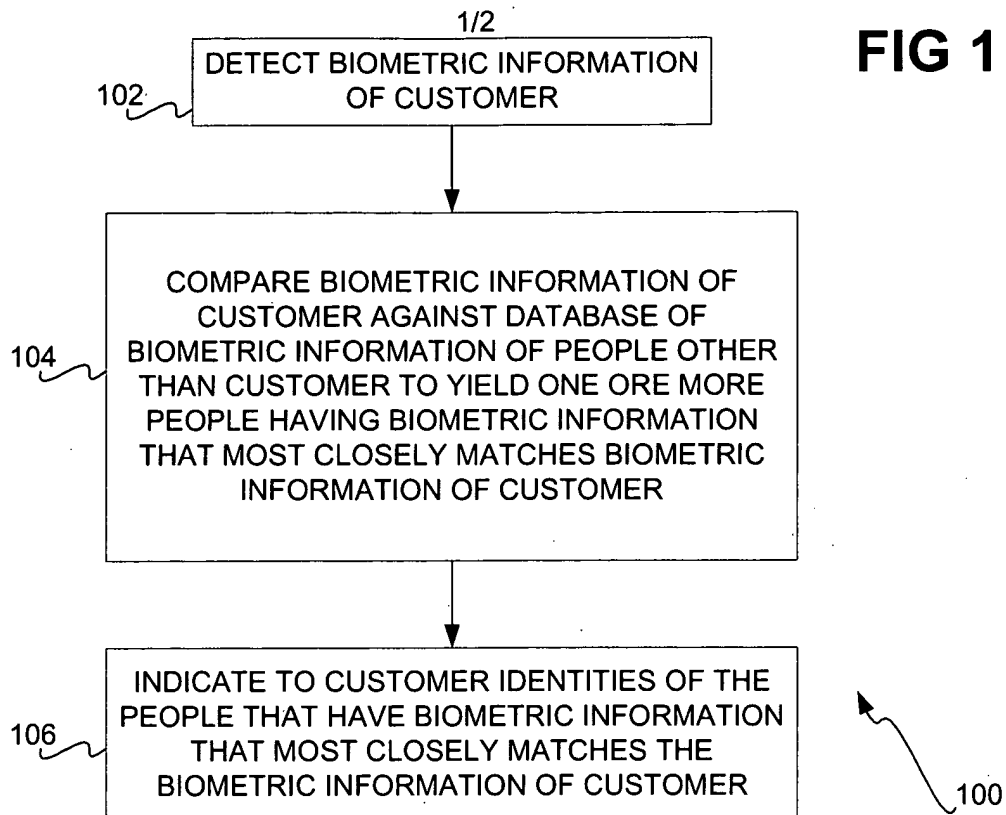 1/2
FIG 1
DETECT BIOMETRIC INFORMATION
OF CUSTOMER
102
COMPARE BIOMETRIC INFORMATION OF
CUSTOMER AGAINST DATABASE OF
BIOMETRIC INFORMATION OF PEOPLE OTHER
THAN CUSTOMER TO YIELD ONE ORE MORE
PEOPLE HAVING BIOMETRIC INFORMATION
THAT MOST CLOSELY MATCHES BIOMETRIC
INFORMATION OF CUSTOMER
104
INDICATE TO CUSTOMER IDENTITIES OF THE
PEOPLE THAT HAVE BIOMETRIC INFORMATION
THAT MOST CLOSELY MATCHES THE
BIOMETRIC INFORMATION OF CUSTOMER
106
100